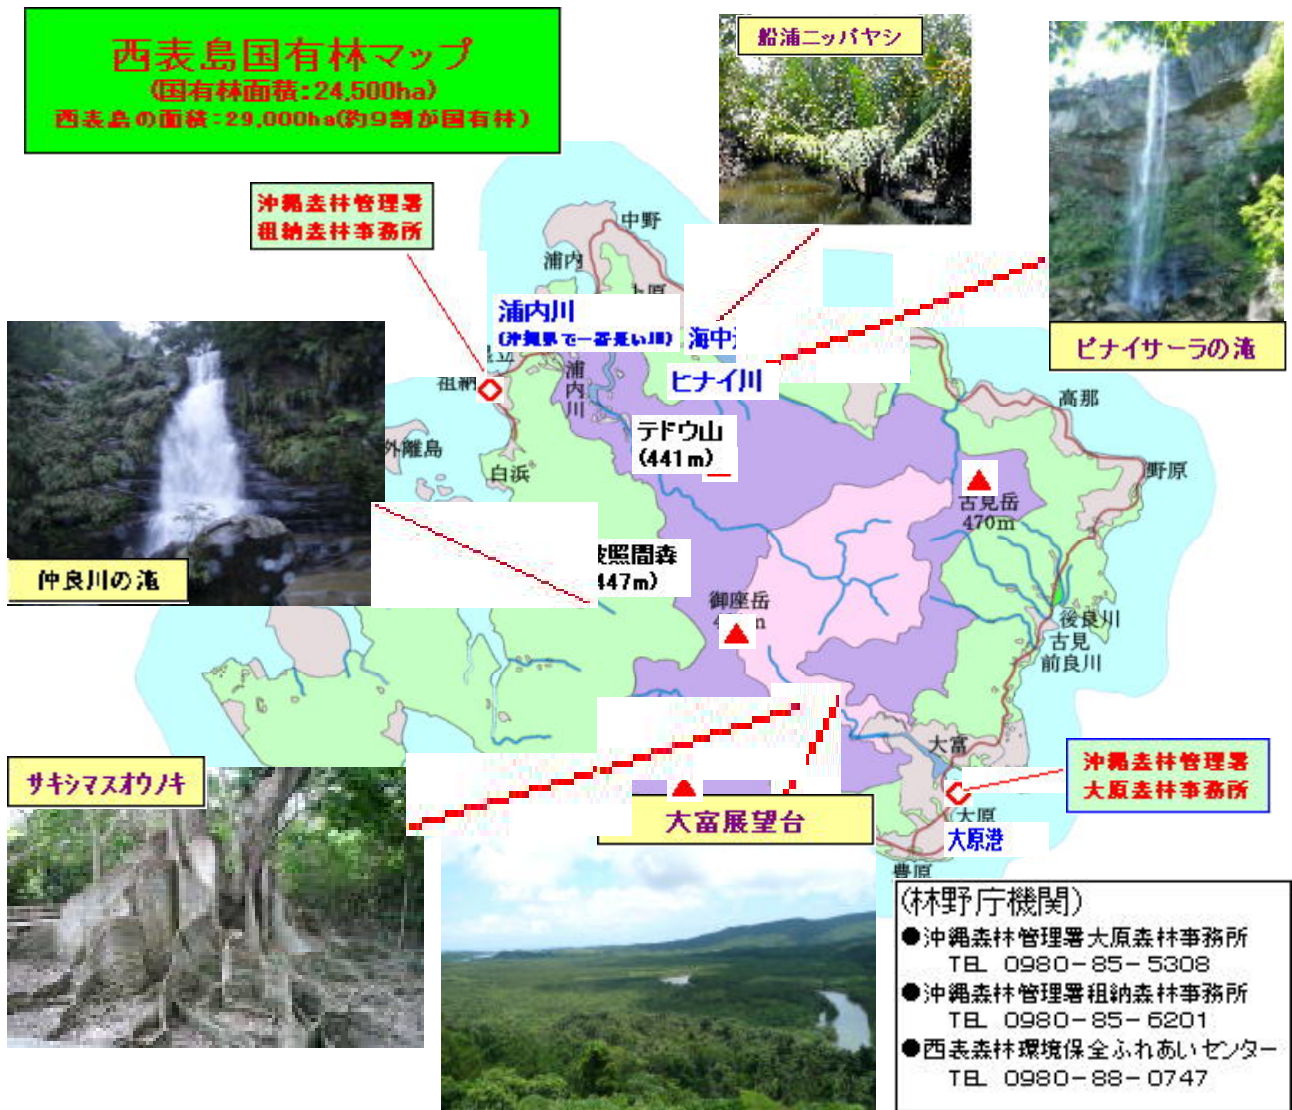 西表島国有林マップ
(国有林面積:24,500ha)
西表島の面積:29,000ha(約9割が国有林)
船浦ニッパヤシ
沖縄森林管理署
祖納森林事務所
中野
浦内
上原
浦内川
(沖縄県で一番長い川)
海中
ヒナイ川
ピナイサーラの滝
祖納
浦内川
高那
テドウ山
(441m)
外離島
白浜
野原
古見岳
470m
仲良川の滝
波照間森
447m)
御座岳
後良川
古見
前良川
サキシマスオウノキ
大富
沖縄森林管理署
大原森林事務所
大富展望台
大原
大原港
豊原
(林野庁機関)
●沖縄森林管理署大原森林事務所
TEL 0980-85-5308
●沖縄森林管理署祖納森林事務所
TEL 0980-85-6201
●西表森林環境保全ふれあいセンター
TEL 0980-88-0747